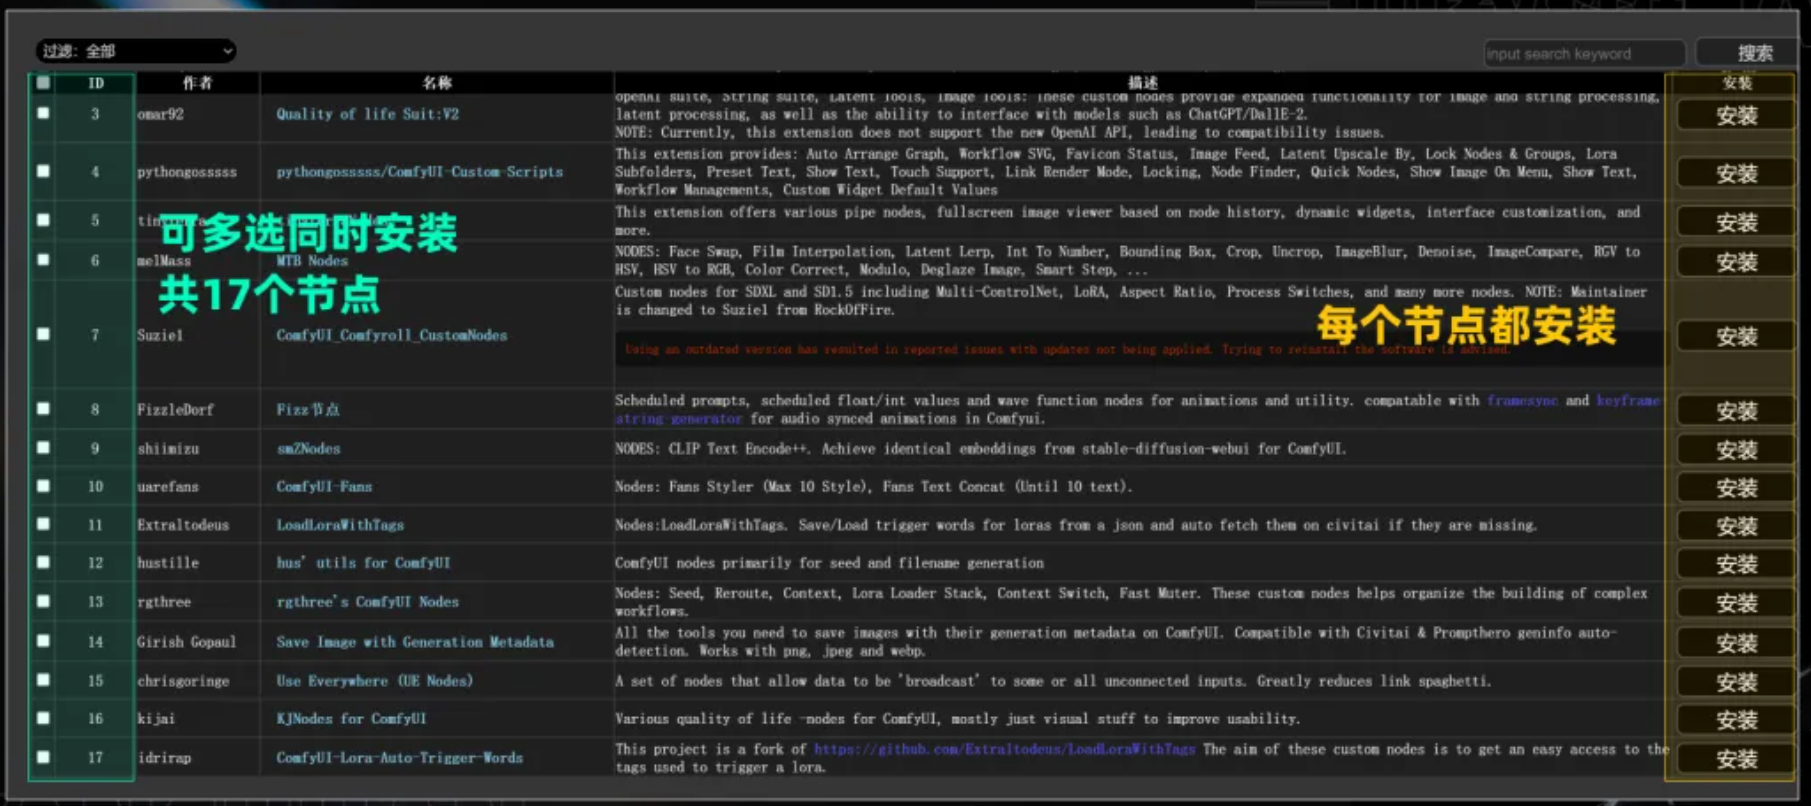 过滤: 全部
input search keyword
搜索
ID 作者 名称 描述 安装
3 omar92 Quality of life Suit:V2 openAI suite, String suite, Latent Tools, Image Tools: These custom nodes provide expanded functionality for image and string processing,
latent processing, as well as the ability to interface with models such as ChatGPT/DallE-2.
NOTE: Currently, this extension does not support the new OpenAI API, leading to compatibility issues.
安装
4 pythongosssss pythongosssss/ComfyUI-Custom-Scripts This extension provides: Auto Arrange Graph, Workflow SVG, Favicon Status, Image Feed, Latent Upscale By, Lock Nodes & Groups, Lora
Subfolders, Preset Text, Show Text, Touch Support, Link Render Mode, Locking, Node Finder, Quick Nodes, Show Image On Menu, Show Text,
Workflow Managements, Custom Widget Default Values
安装
5 This extension offers various pipe nodes, fullscreen image viewer based on node history, dynamic widgets, interface customization, and
more.
安装
可多选同时安装
共17个节点
6 melMass MTB Nodes NODES: Face Swap, Film Interpolation, Latent Lerp, Int To Number, Bounding Box, Crop, Uncrop, ImageBlur, Denoise, ImageCompare, RGV to
HSV, HSV to RGB, Color Correct, Modulo, Deglaze Image, Smart Step, ...
安装
7 Suzie1 ComfyUI_Comfyroll_CustomNodes Custom nodes for SDXL and SD1.5 including Multi-ControlNet, LoRA, Aspect Ratio, Process Switches, and many more nodes. NOTE: Maintainer
is changed to Suzie1 from RockOfFire.
每个节点都安装
Using an outdated version has resulted in reported issues with updates not being applied. Trying to reinstall the software is advised.
安装
8 FizzleDorf Fizz节点 Scheduled prompts, scheduled float/int values and wave function nodes for animations and utility. compatable with framesync and keyframe-
string generator for audio synced animations in Comfyui.
安装
9 shiimizu smZNodes NODES: CLIP Text Encode++. Achieve identical embeddings from stable-diffusion-webui for ComfyUI.
安装
10 uarefans ComfyUI-Fans Nodes: Fans Styler (Max 10 Style), Fans Text Concat (Until 10 text).
安装
11 Extraltodeus LoadLoraWithTags Nodes:LoadLoraWithTags. Save/Load trigger words for loras from a json and auto fetch them on civitai if they are missing.
安装
12 hustille hus' utils for ComfyUI ComfyUI nodes primarily for seed and filename generation
安装
13 rgthree rgthree's ComfyUI Nodes Nodes: Seed, Reroute, Context, Lora Loader Stack, Context Switch, Fast Muter. These custom nodes helps organize the building of complex
workflows.
安装
14 Girish Gopaul Save Image with Generation Metadata All the tools you need to save images with their generation metadata on ComfyUI. Compatible with Civitai & Prompthero geninfo auto-
detection. Works with png, jpeg and webp.
安装
15 chrisgoringe Use Everywhere (UE Nodes) A set of nodes that allow data to be 'broadcast' to some or all unconnected inputs. Greatly reduces link spaghetti.
安装
16 kijai KJNodes for ComfyUI Various quality of life -nodes for ComfyUI, mostly just visual stuff to improve usability.
安装
17 idrirap ComfyUI-Lora-Auto-Trigger-Words This project is a fork of https://github.com/Extraltodeus/LoadLoraWithTags The aim of these custom nodes is to get an easy access to the
tags used to trigger a lora.
安装